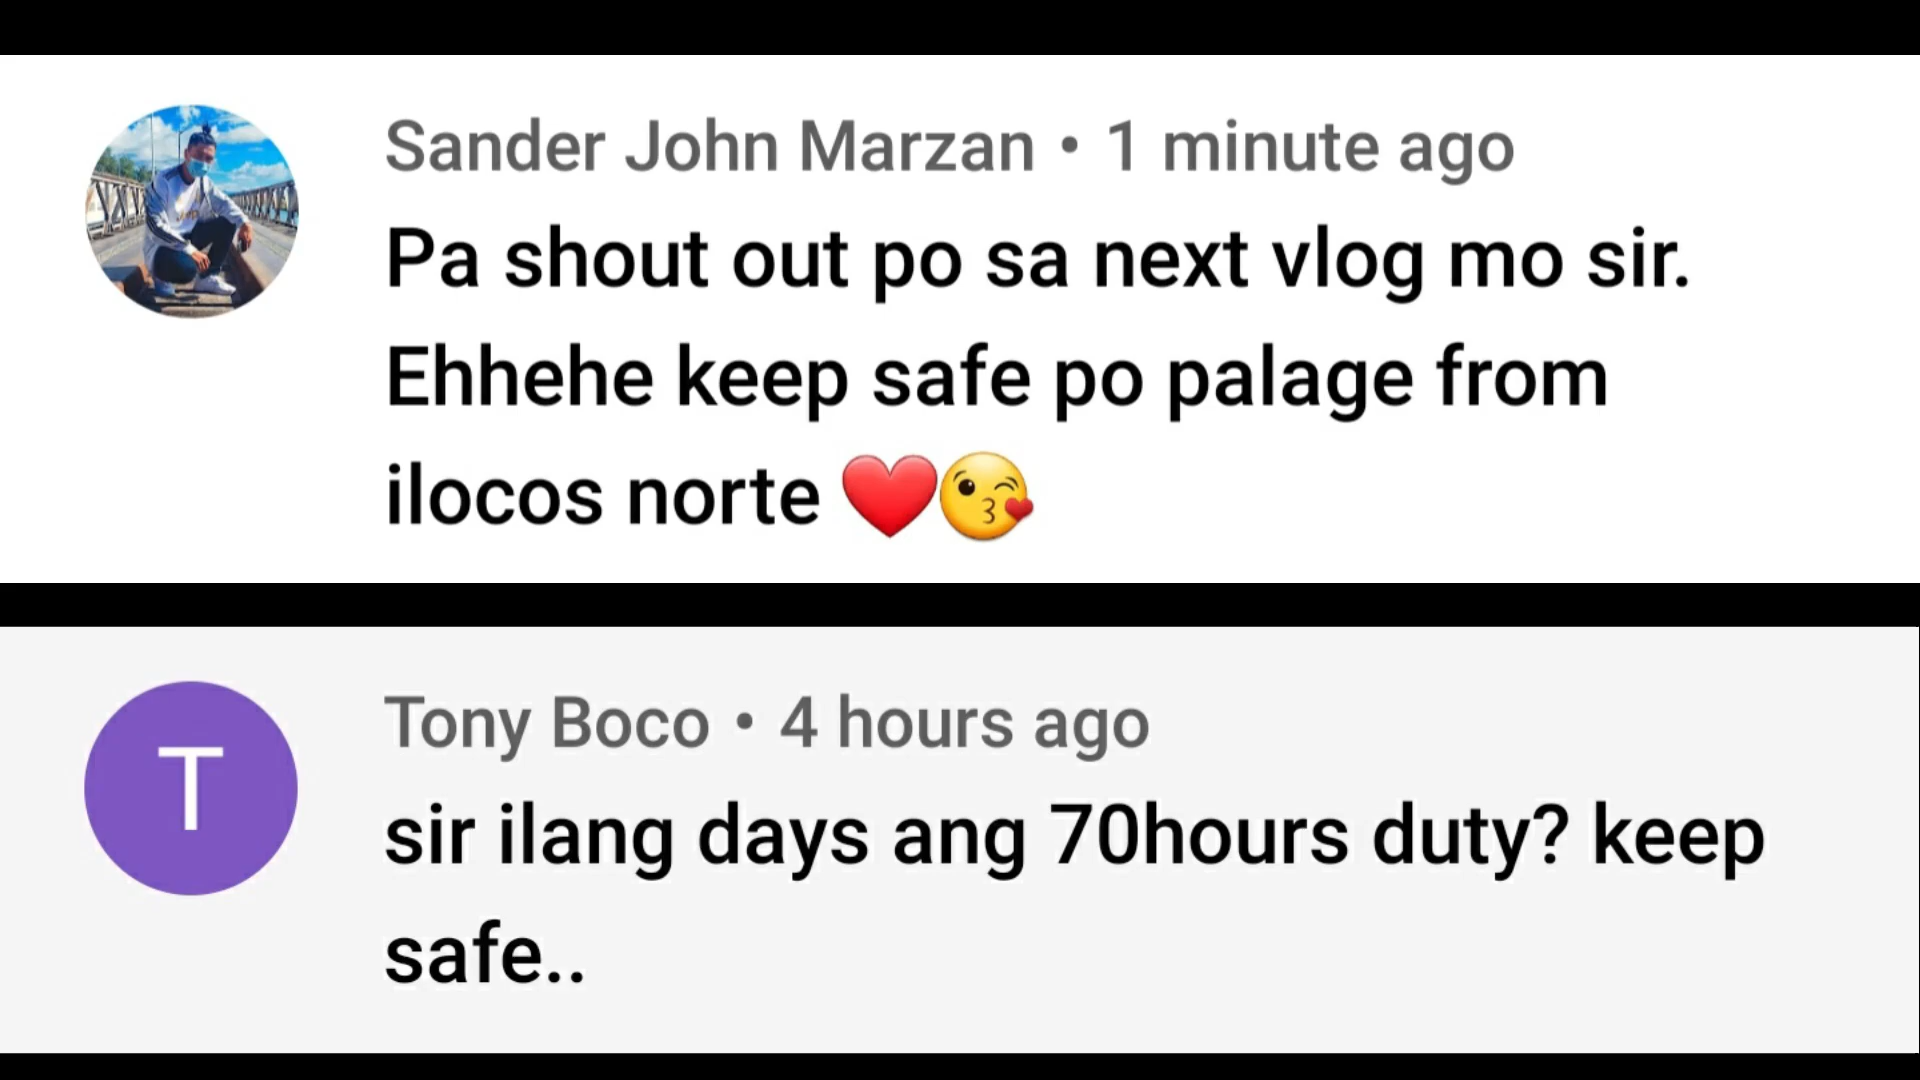 Sander John Marzan • 1 minute ago
Pa shout out po sa next vlog mo sir.
Ehhehe keep safe po palage from
ilocos norte ❤️😘
T
Tony Boco • 4 hours ago
sir ilang days ang 70hours duty? keep
safe..